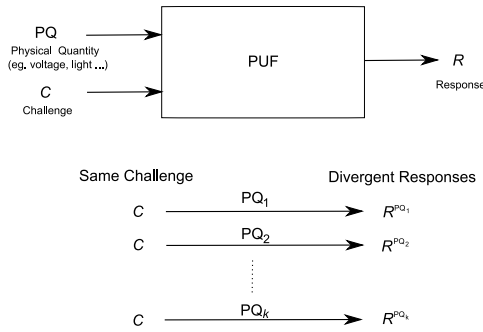 PQ
Physical Quantity
(eg. voltage, light ...)
C
Challenge
PUF
R
Response
Same Challenge Divergent Responses
C PQ1 R^PQ1
C PQ2 R^PQ2
C PQk R^PQk